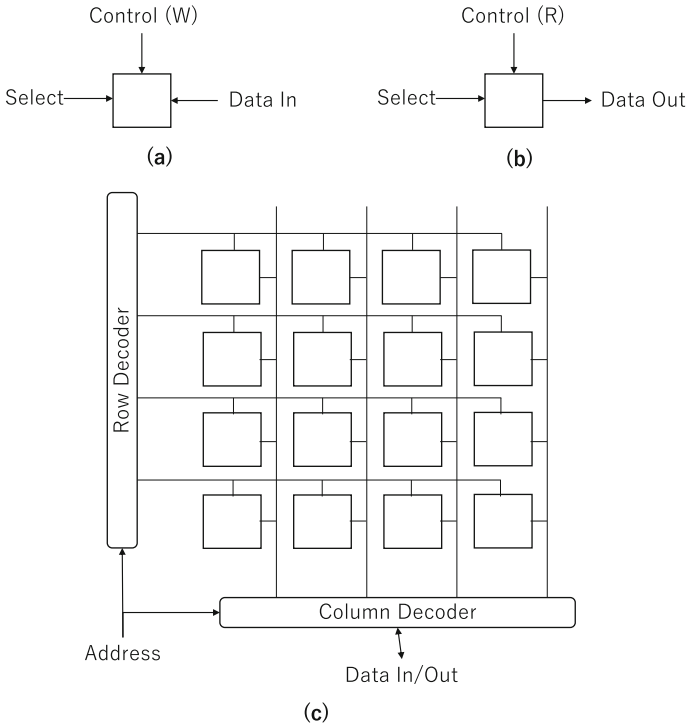 Control (W)
Control (R)
Select
Data In
Select
Data Out
(a)
(b)
Row Decoder
Column Decoder
Address
Data In/Out
(c)